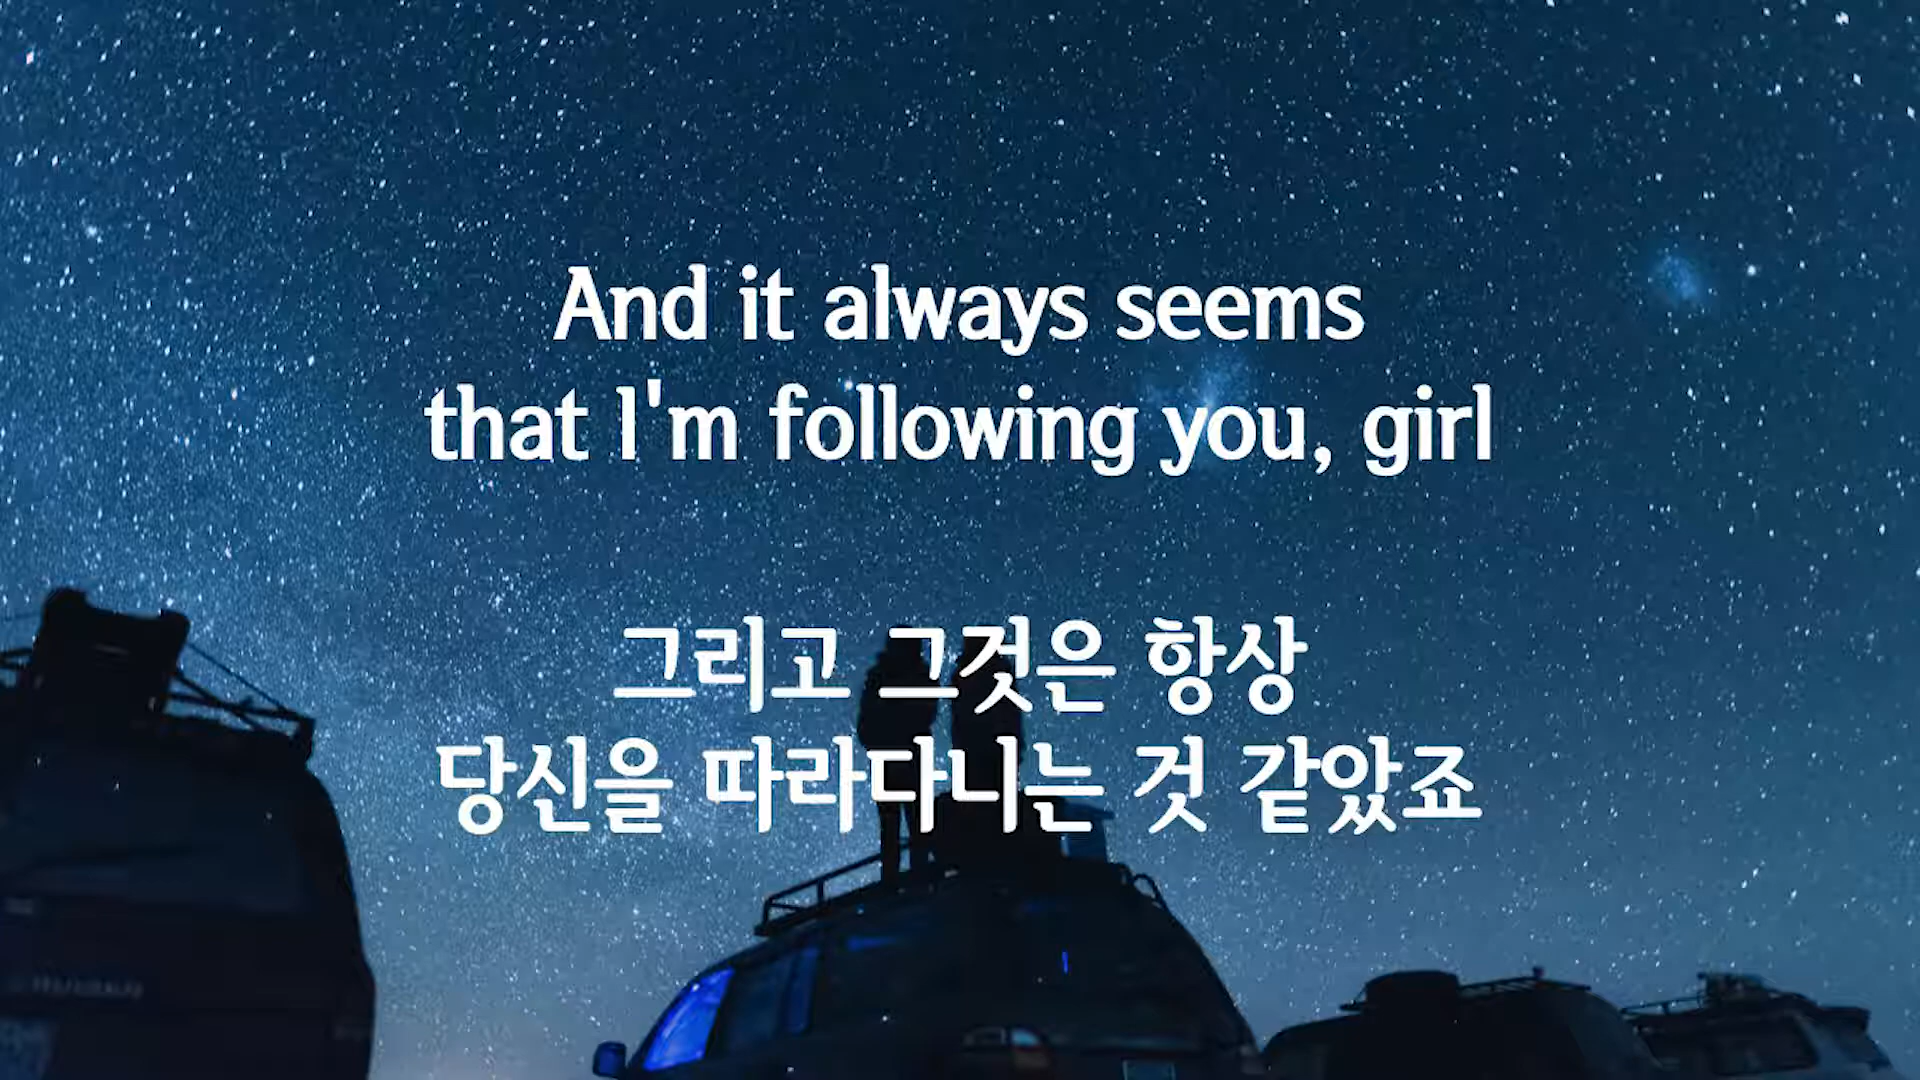 And it always seems
that I'm following you, girl
그리고 그것은 항상
당신을 따라다니는 것 같았죠